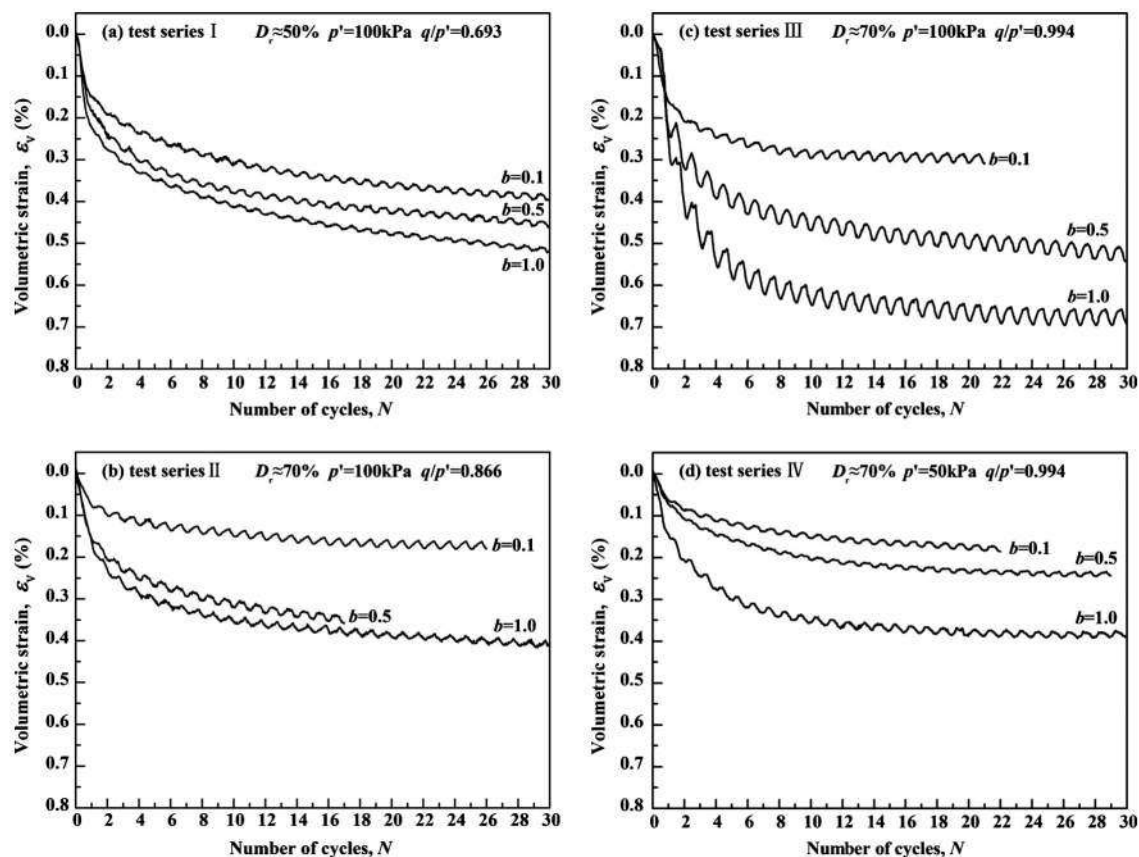 (a) test series Ⅰ Dr≈50% p'=100kPa q/p'=0.693
0.0
0.1
0.2
0.3
0.4
0.5
0.6
0.7
0.8
Volumetric strain, εv (%)
b=0.1
b=0.5
b=1.0
0 2 4 6 8 10 12 14 16 18 20 22 24 26 28 30
Number of cycles, N
(c) test series Ⅲ Dr≈70% p'=100kPa q/p'=0.994
0.0
0.1
0.2
0.3
0.4
0.5
0.6
0.7
0.8
Volumetric strain, εv (%)
b=0.1
b=0.5
b=1.0
0 2 4 6 8 10 12 14 16 18 20 22 24 26 28 30
Number of cycles, N
(b) test series Ⅱ Dr≈70% p'=100kPa q/p'=0.866
0.0
0.1
0.2
0.3
0.4
0.5
0.6
0.7
0.8
Volumetric strain, εv (%)
b=0.1
b=0.5
b=1.0
0 2 4 6 8 10 12 14 16 18 20 22 24 26 28 30
Number of cycles, N
(d) test series Ⅳ Dr≈70% p'=50kPa q/p'=0.994
0.0
0.1
0.2
0.3
0.4
0.5
0.6
0.7
0.8
Volumetric strain, εv (%)
b=0.1
b=0.5
b=1.0
0 2 4 6 8 10 12 14 16 18 20 22 24 26 28 30
Number of cycles, N